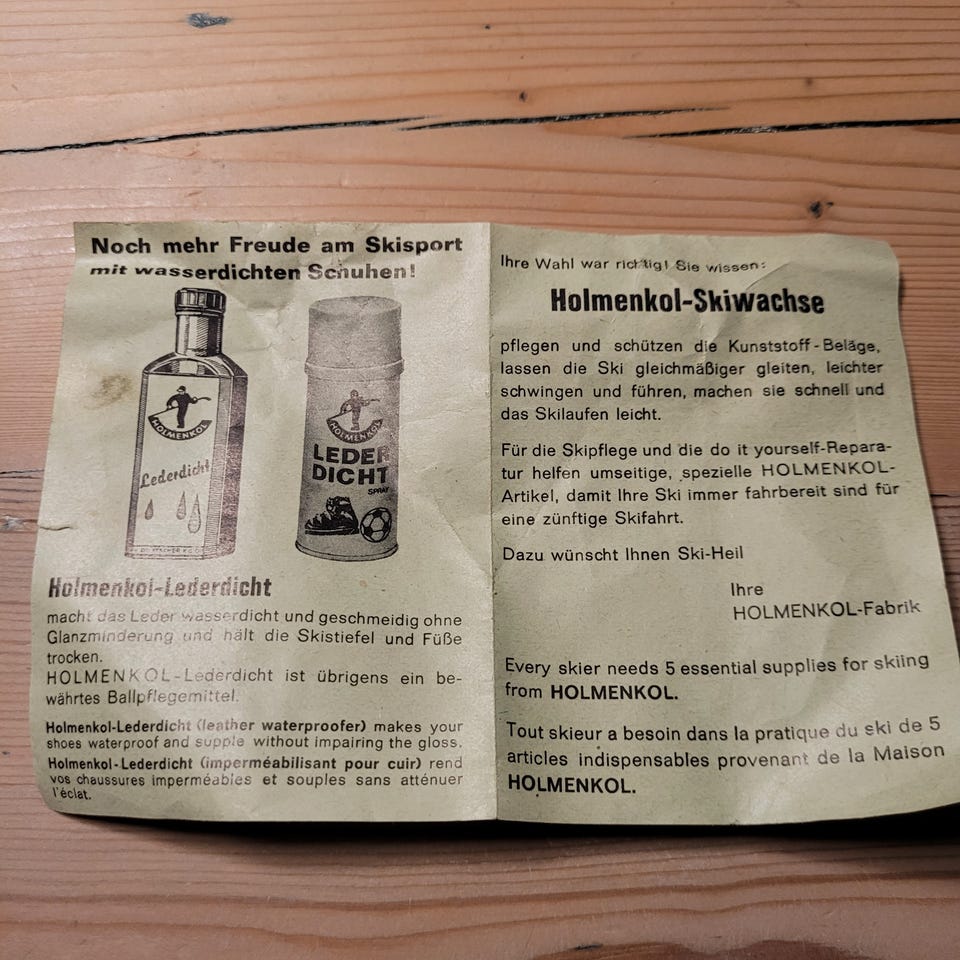 Noch mehr Freude am Skisport
mit wasserdichten Schuhen!
HOLMENKOL
Lederdicht
HOLMENKOL
LEDER
DICHT
SPRAY
Holmenkol-Lederdicht
macht das Leder wasserdicht und geschmeidig ohne
Glanzminderung und hält die Skistiefel und Füße
trocken.
HOLMENKOL-Lederdicht ist übrigens ein be-
währtes Ballpflegemittel.
Holmenkol-Lederdicht (leather waterproofer) makes your
shoes waterproof and supple without impairing the gloss.
Holmenkol-Lederdicht (imperméabilisant pour cuir) rend
vos chaussures imperméables et souples sans atténuer
l'éclat.
Ihre Wahl war richtig! Sie wissen:
Holmenkol-Skiwachse
pflegen und schützen die Kunststoff-Beläge,
lassen die Ski gleichmäßiger gleiten, leichter
schwingen und führen, machen sie schnell und
das Skilaufen leicht.
Für die Skipflege und die do it yourself-Repara-
tur helfen umseitige, spezielle HOLMENKOL-
Artikel, damit Ihre Ski immer fahrbereit sind für
eine zünftige Skifahrt.
Dazu wünscht Ihnen Ski-Heil
Ihre
HOLMENKOL-Fabrik
Every skier needs 5 essential supplies for skiing
from HOLMENKOL.
Tout skieur a besoin dans la pratique du ski de 5
articles indispensables provenant de la Maison
HOLMENKOL.